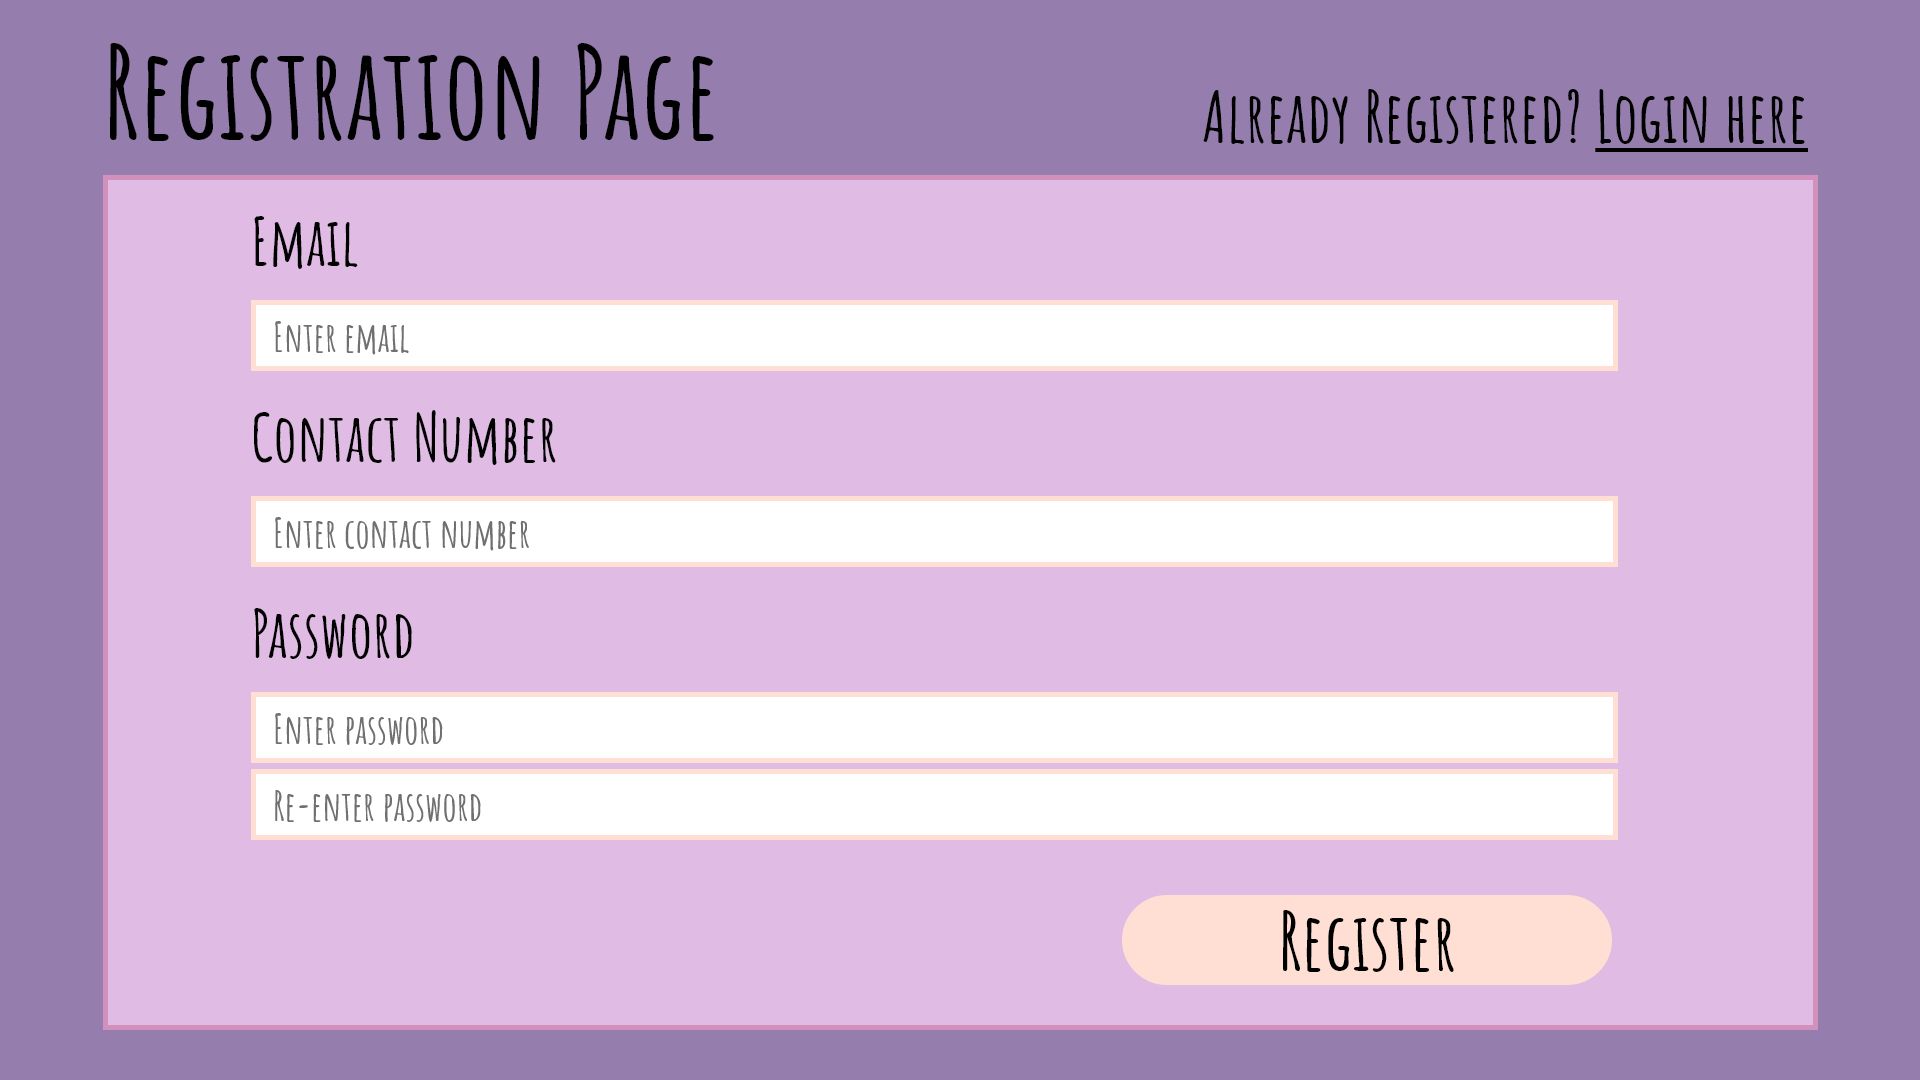 Registration Page
Already Registered? Login here
Email
Enter email
Contact Number
Enter contact number
Password
Enter password
Re-enter password
Register